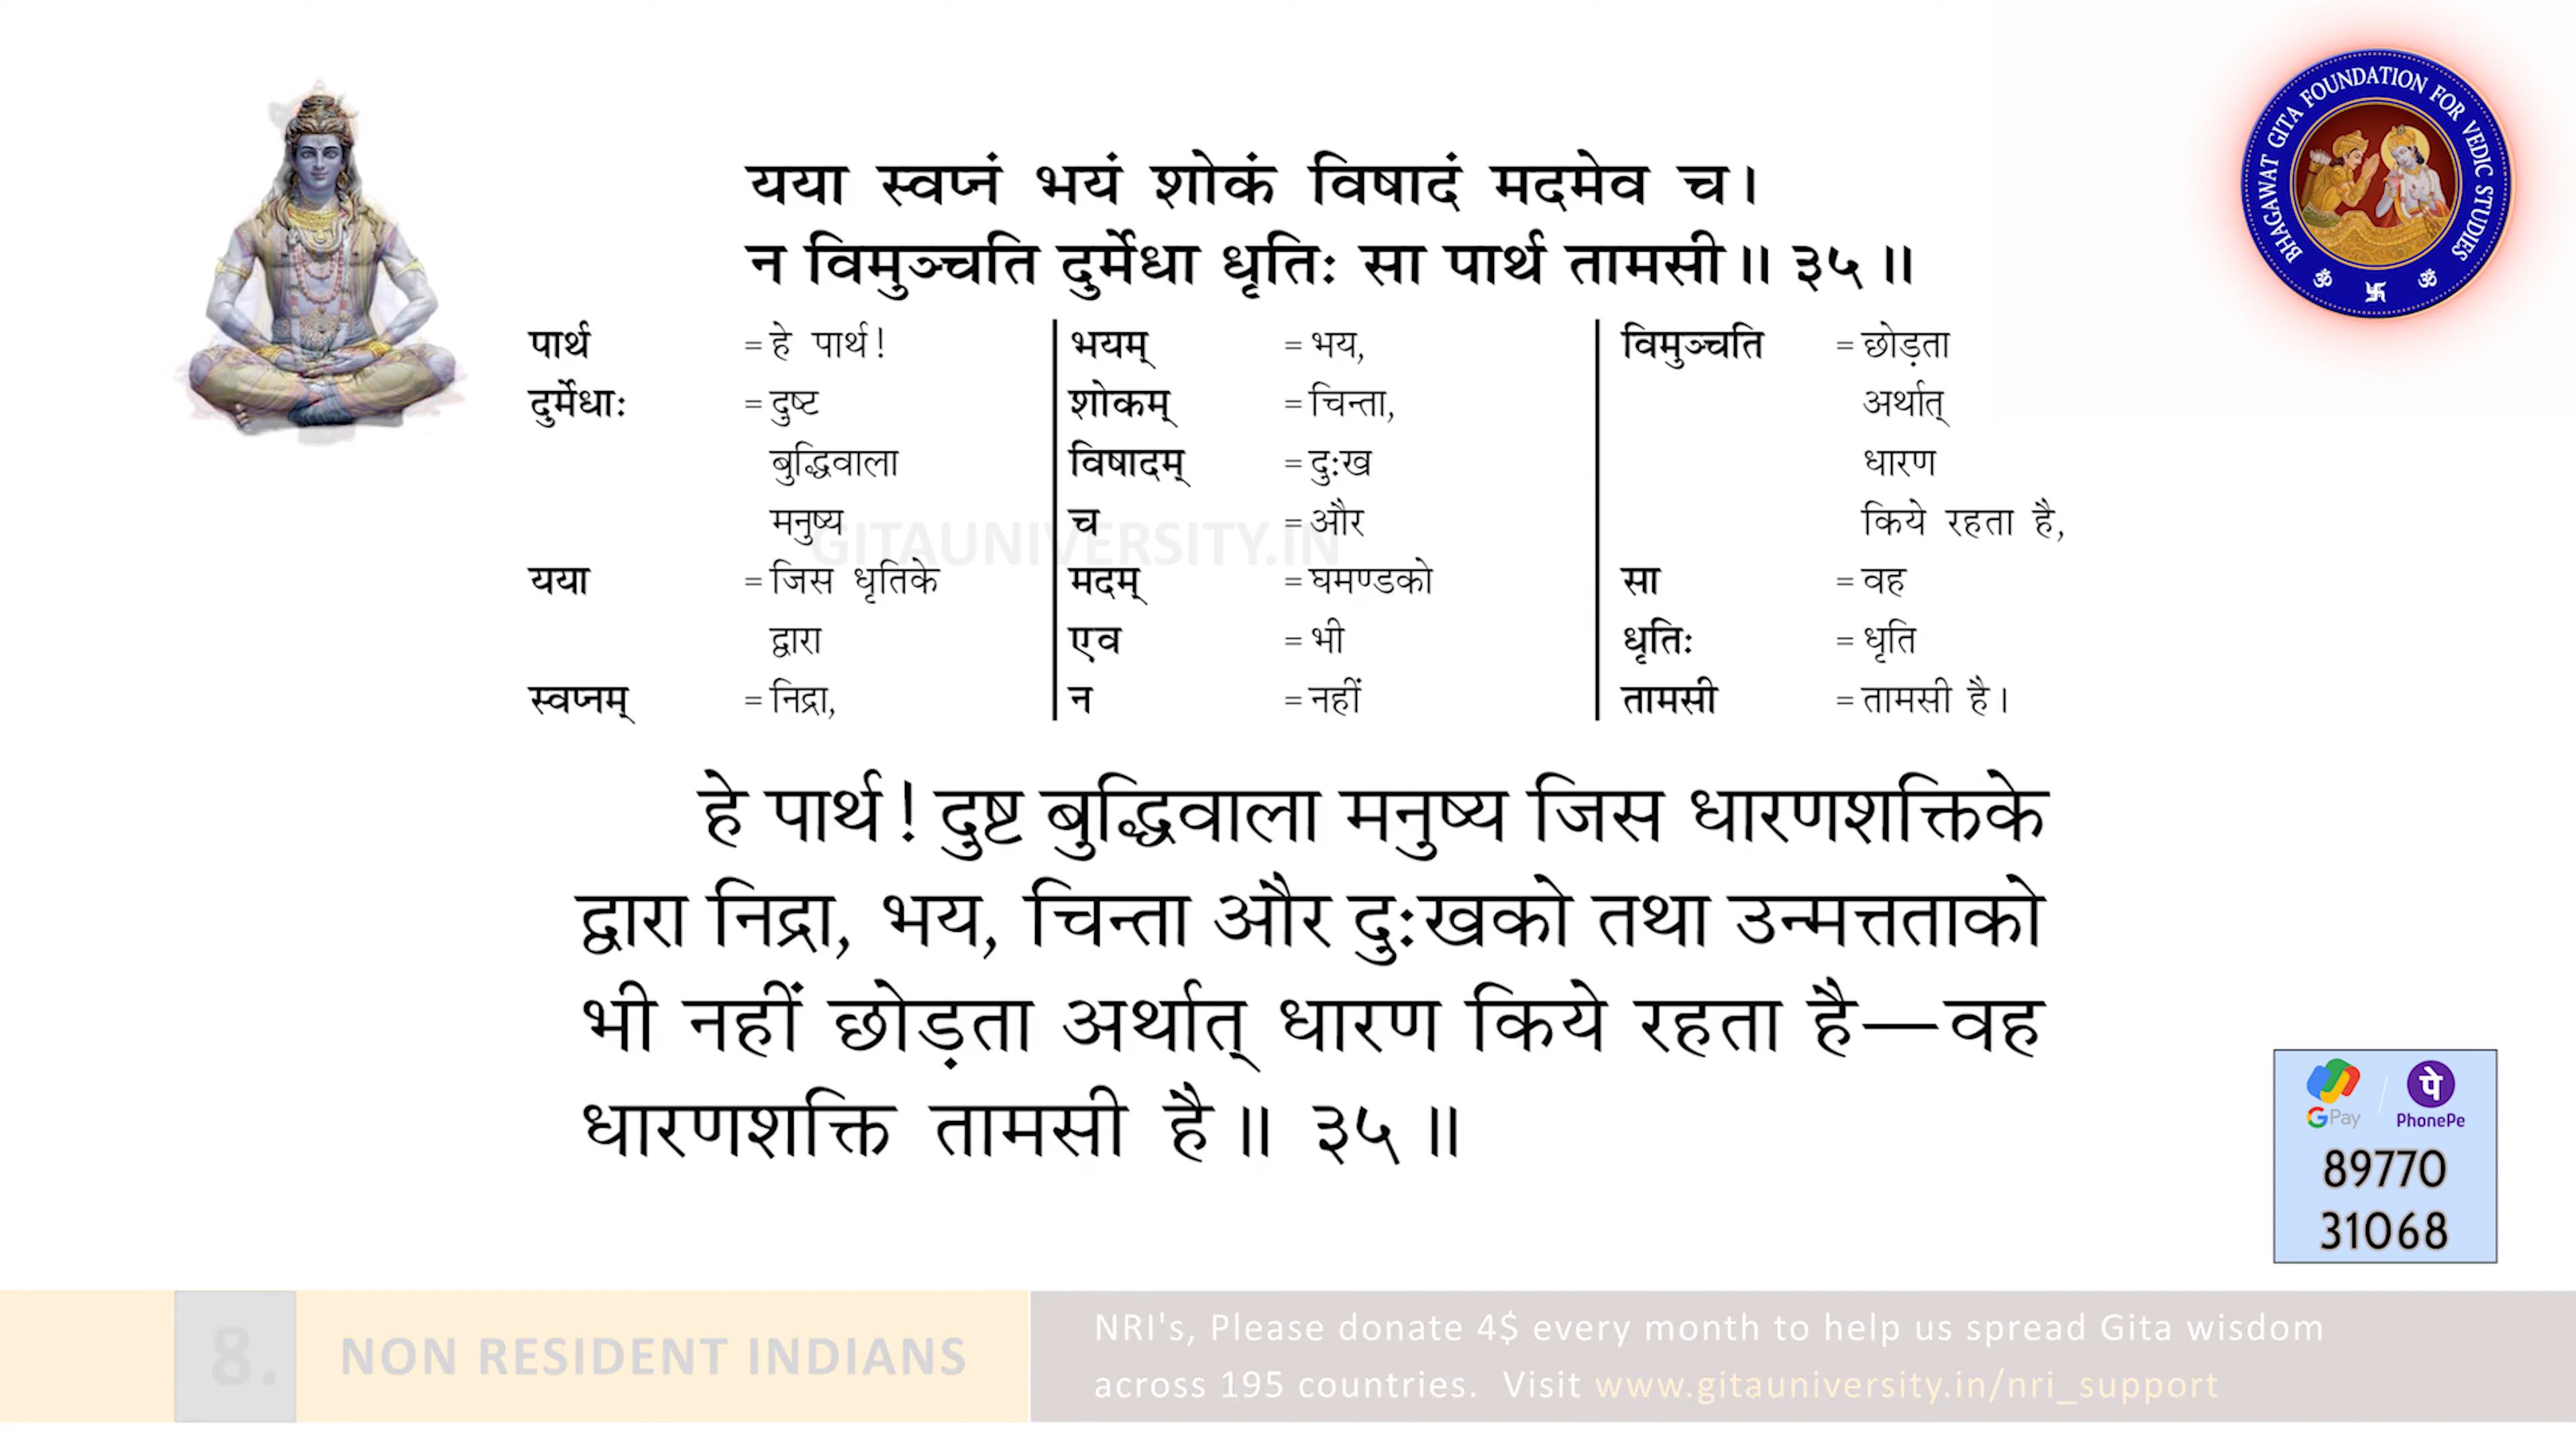 यया स्वप्नं भयं शोकं विषादं मदमेव च।
न विमुञ्चति दुर्मेधा धृतिः सा पार्थ तामसी॥ ३५॥
पार्थ = हे पार्थ!
दुर्मेधाः = दुष्ट
बुद्धिवाला
मनुष्य
यया = जिस धृतिके
द्वारा
स्वप्नम् = निद्रा,
भयम् = भय,
शोकम् = चिन्ता,
विषादम् = दुःख
च = और
मदम् = घमण्डको
एव = भी
न = नहीं
विमुञ्चति = छोड़ता
अर्थात्
धारण
किये रहता है,
सा = वह
धृतिः = धृति
तामसी = तामसी है।
GITAUNIVERSITY.IN
हे पार्थ! दुष्ट बुद्धिवाला मनुष्य जिस धारणशक्तिके
द्वारा निद्रा, भय, चिन्ता और दुःखको तथा उन्मत्तताको
भी नहीं छोड़ता अर्थात् धारण किये रहता है—वह
धारणशक्ति तामसी है॥ ३५॥
BHAGAWAT GITA FOUNDATION FOR VEDIC STUDIES
ॐ 卐 ॐ
GPay / पे PhonePe
89770
31068
8. NON RESIDENT INDIANS
NRI's, Please donate 4$ every month to help us spread Gita wisdom
across 195 countries. Visit www.gitauniversity.in/nri_support